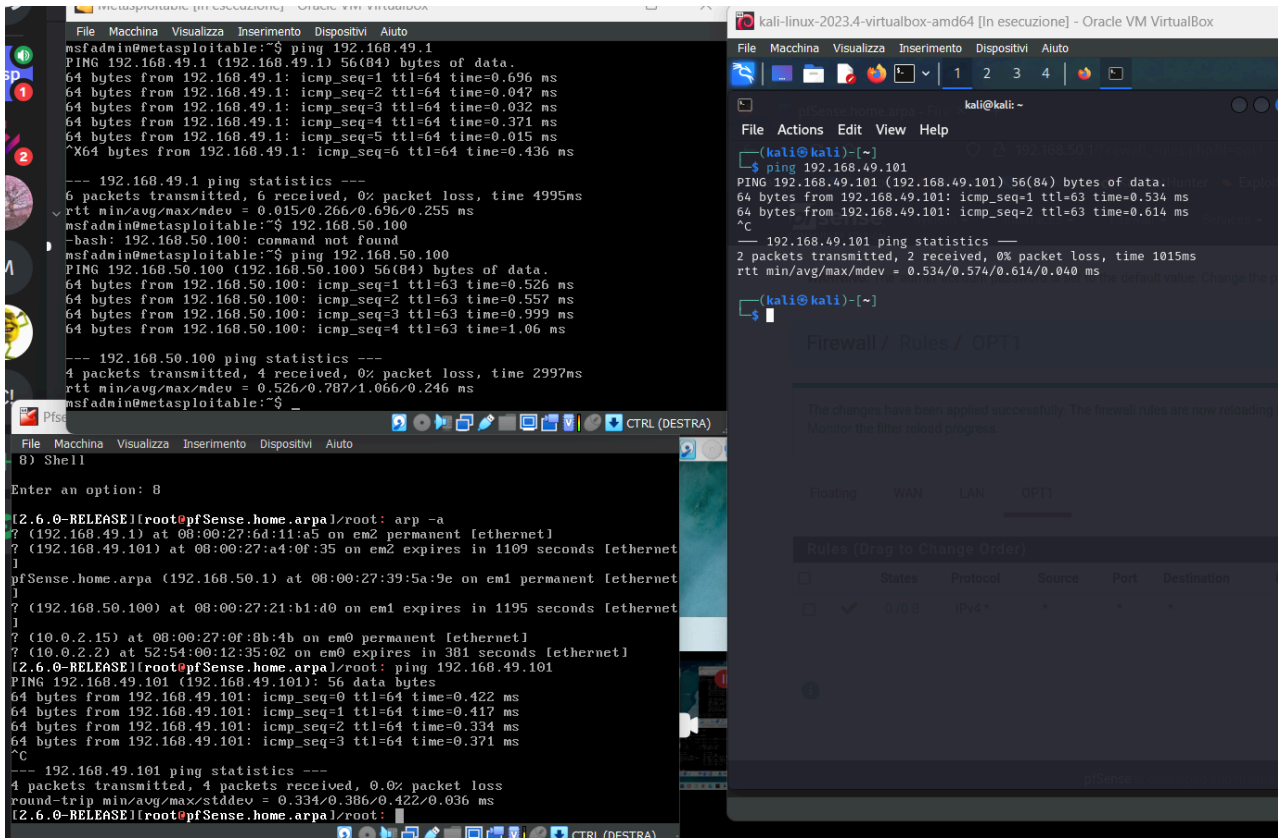 Metasploitable [In esecuzione] - Oracle VM VirtualBox
File Macchina Visualizza Inserimento Dispositivi Aiuto
msfadmin@metasploitable:~$ ping 192.168.49.1
PING 192.168.49.1 (192.168.49.1) 56(84) bytes of data.
64 bytes from 192.168.49.1: icmp_seq=1 ttl=64 time=0.696 ms
64 bytes from 192.168.49.1: icmp_seq=2 ttl=64 time=0.047 ms
64 bytes from 192.168.49.1: icmp_seq=3 ttl=64 time=0.032 ms
64 bytes from 192.168.49.1: icmp_seq=4 ttl=64 time=0.371 ms
64 bytes from 192.168.49.1: icmp_seq=5 ttl=64 time=0.015 ms
^X64 bytes from 192.168.49.1: icmp_seq=6 ttl=64 time=0.436 ms
--- 192.168.49.1 ping statistics ---
6 packets transmitted, 6 received, 0% packet loss, time 4995ms
rtt min/avg/max/mdev = 0.015/0.266/0.696/0.255 ms
msfadmin@metasploitable:~$ 192.168.50.100
-bash: 192.168.50.100: command not found
msfadmin@metasploitable:~$ ping 192.168.50.100
PING 192.168.50.100 (192.168.50.100) 56(84) bytes of data.
64 bytes from 192.168.50.100: icmp_seq=1 ttl=63 time=0.526 ms
64 bytes from 192.168.50.100: icmp_seq=2 ttl=63 time=0.557 ms
64 bytes from 192.168.50.100: icmp_seq=3 ttl=63 time=0.999 ms
64 bytes from 192.168.50.100: icmp_seq=4 ttl=63 time=1.06 ms
--- 192.168.50.100 ping statistics ---
4 packets transmitted, 4 received, 0% packet loss, time 2997ms
rtt min/avg/max/mdev = 0.526/0.787/1.066/0.246 ms
msfadmin@metasploitable:~$ _
CTRL (DESTRA)
sp
1
2
M
Pfse
File Macchina Visualizza Inserimento Dispositivi Aiuto
8) Shell
Enter an option: 8
[2.6.0-RELEASE][root@pfSense.home.arpa]/root: arp -a
? (192.168.49.1) at 08:00:27:6d:11:a5 on em2 permanent [ethernet]
? (192.168.49.101) at 08:00:27:a4:0f:35 on em2 expires in 1109 seconds [ethernet
]
pfSense.home.arpa (192.168.50.1) at 08:00:27:39:5a:9e on em1 permanent [ethernet
]
? (192.168.50.100) at 08:00:27:21:b1:d0 on em1 expires in 1195 seconds [ethernet
]
? (10.0.2.15) at 08:00:27:0f:8b:4b on em0 permanent [ethernet]
? (10.0.2.2) at 52:54:00:12:35:02 on em0 expires in 381 seconds [ethernet]
[2.6.0-RELEASE][root@pfSense.home.arpa]/root: ping 192.168.49.101
PING 192.168.49.101 (192.168.49.101): 56 data bytes
64 bytes from 192.168.49.101: icmp_seq=0 ttl=64 time=0.422 ms
64 bytes from 192.168.49.101: icmp_seq=1 ttl=64 time=0.417 ms
64 bytes from 192.168.49.101: icmp_seq=2 ttl=64 time=0.334 ms
64 bytes from 192.168.49.101: icmp_seq=3 ttl=64 time=0.371 ms
^C
--- 192.168.49.101 ping statistics ---
4 packets transmitted, 4 packets received, 0.0% packet loss
round-trip min/avg/max/stddev = 0.334/0.386/0.422/0.036 ms
[2.6.0-RELEASE][root@pfSense.home.arpa]/root:
CTRL (DESTRA)
kali-linux-2023.4-virtualbox-amd64 [In esecuzione] - Oracle VM VirtualBox
File Macchina Visualizza Inserimento Dispositivi Aiuto
1 2 3 4
kali@kali: ~
File Actions Edit View Help
(kali㉿kali)-[~]
$ ping 192.168.49.101
PING 192.168.49.101 (192.168.49.101) 56(84) bytes of data.
64 bytes from 192.168.49.101: icmp_seq=1 ttl=63 time=0.534 ms
64 bytes from 192.168.49.101: icmp_seq=2 ttl=63 time=0.614 ms
^C
--- 192.168.49.101 ping statistics ---
2 packets transmitted, 2 received, 0% packet loss, time 1015ms
rtt min/avg/max/mdev = 0.534/0.574/0.614/0.040 ms
(kali㉿kali)-[~]
$
Firewall / Rules / OPT1
The changes have been applied successfully. The firewall rules are now reloading
Monitor the filter reload progress.
Floating WAN LAN OPT1
Rules (Drag to Change Order)
States Protocol Source Port Destination
IPv4 * * * *
pfSense